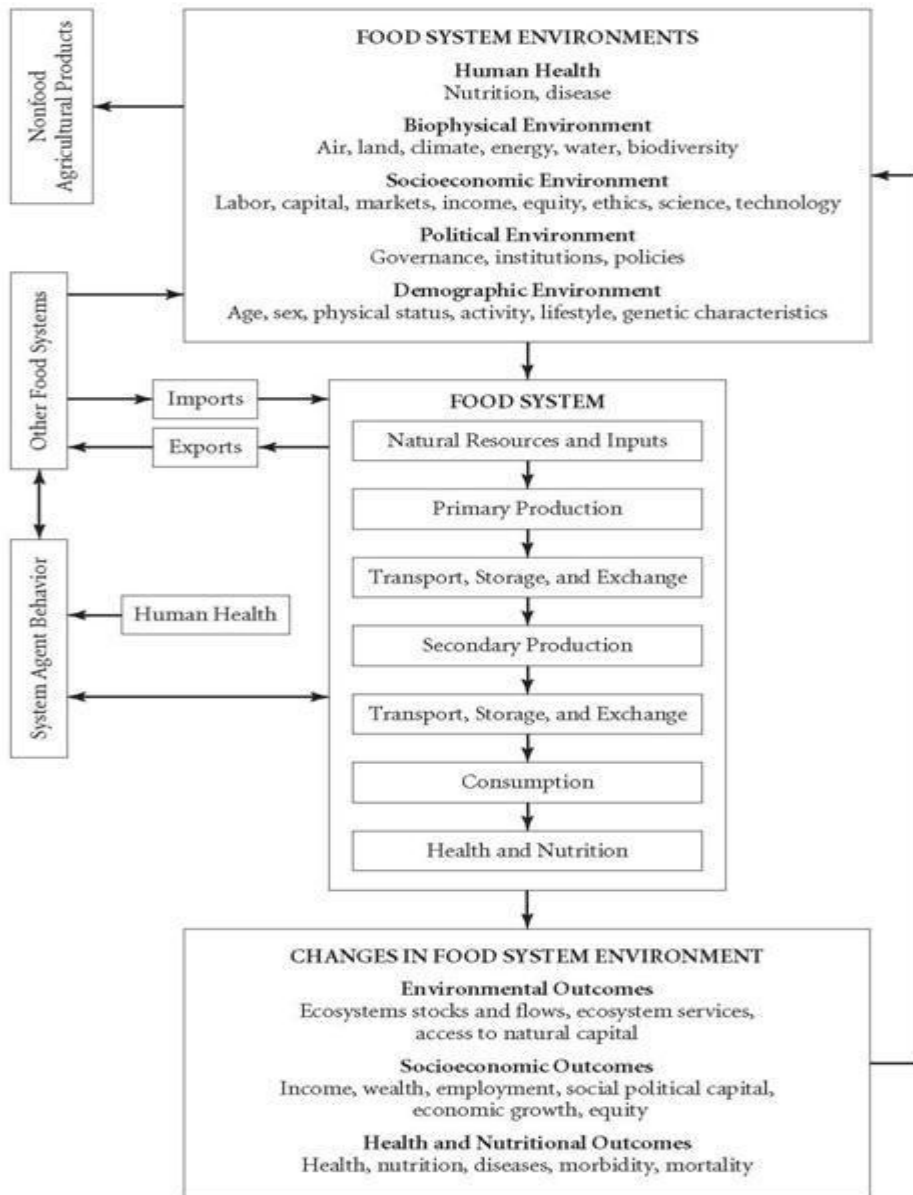 FOOD SYSTEM ENVIRONMENTS
Human Health
Nutrition, disease
Biophysical Environment
Air, land, climate, energy, water, biodiversity
Socioeconomic Environment
Labor, capital, markets, income, equity, ethics, science, technology
Political Environment
Governance, institutions, policies
Demographic Environment
Age, sex, physical status, activity, lifestyle, genetic characteristics
Nonfood
Agricultural Products
Other Food Systems
Imports
Exports
System Agent Behavior
Human Health
FOOD SYSTEM
Natural Resources and Inputs
Primary Production
Transport, Storage, and Exchange
Secondary Production
Transport, Storage, and Exchange
Consumption
Health and Nutrition
CHANGES IN FOOD SYSTEM ENVIRONMENT
Environmental Outcomes
Ecosystems stocks and flows, ecosystem services,
access to natural capital
Socioeconomic Outcomes
Income, wealth, employment, social political capital,
economic growth, equity
Health and Nutritional Outcomes
Health, nutrition, diseases, morbidity, mortality